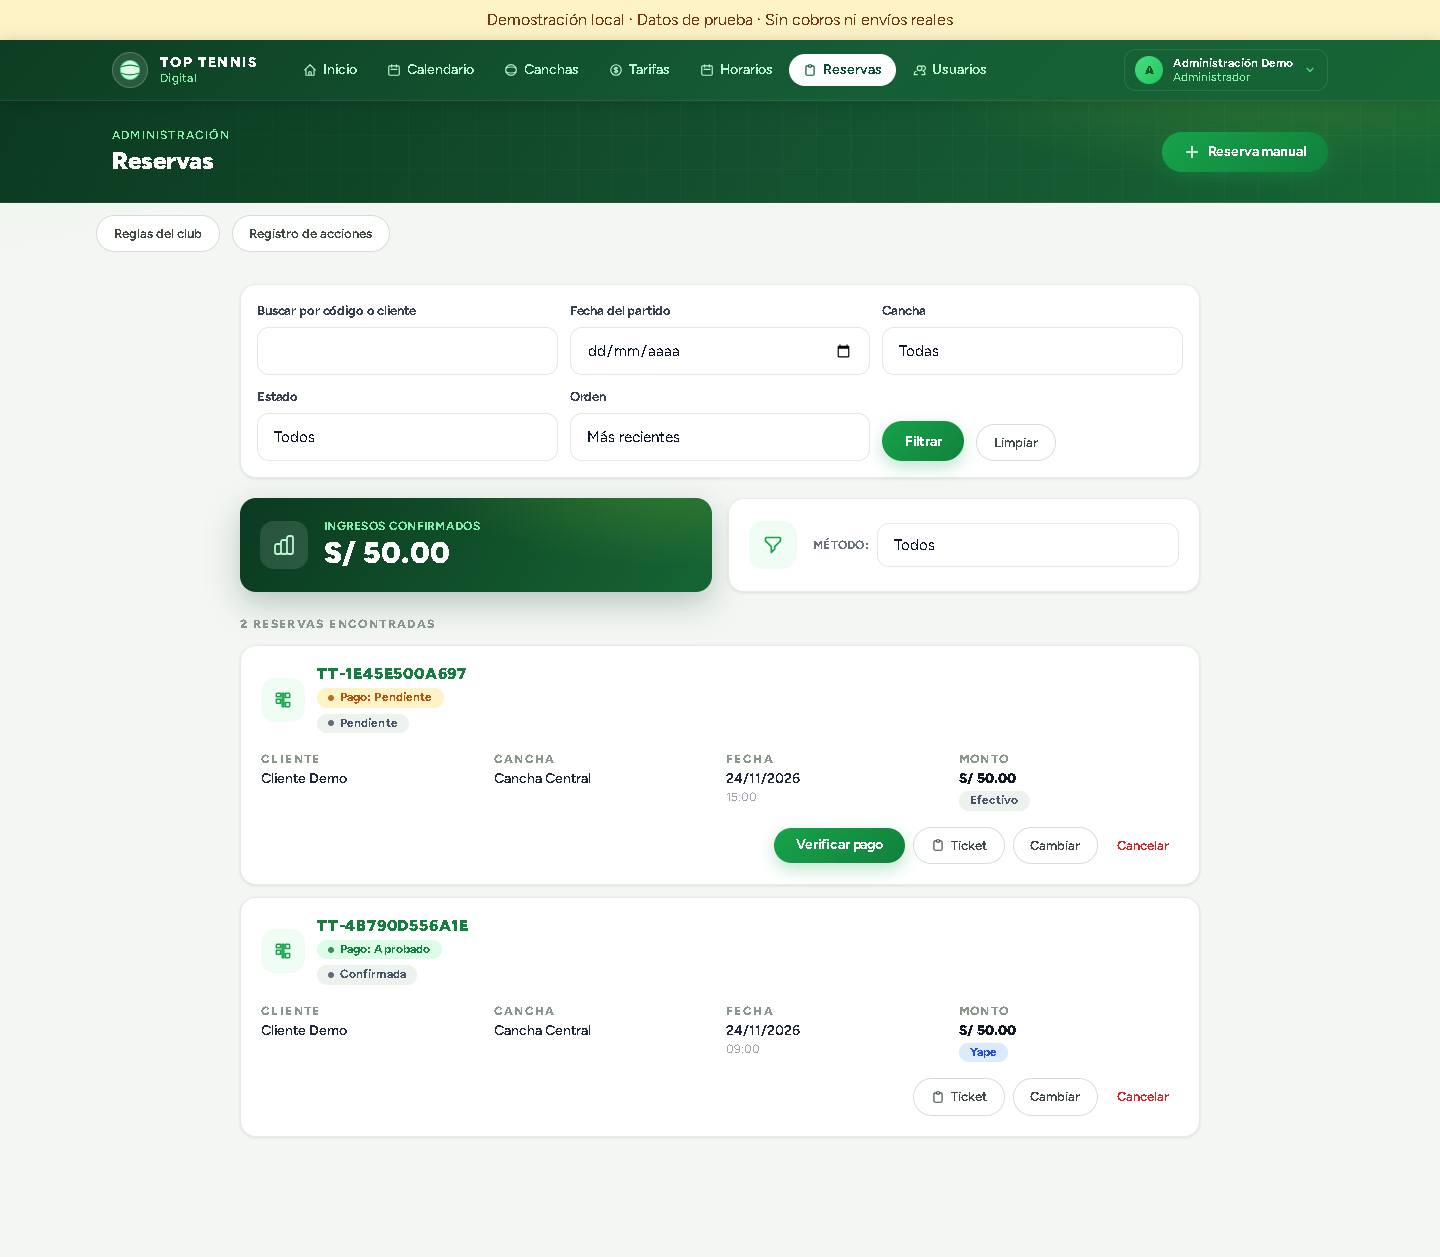 Demostración local · Datos de prueba · Sin cobros ni envíos reales
TOP TENNIS
Digital
Inicio
Calendario
Canchas
Tarifas
Horarios
Reservas
Usuarios
A
Administración Demo
Administrador
ADMINISTRACIÓN
Reservas
Reserva manual
Reglas del club
Registro de acciones
Buscar por código o cliente
Fecha del partido
Cancha
dd/mm/aaaa
Todas
Estado
Orden
Todos
Más recientes
Filtrar
Limpiar
INGRESOS CONFIRMADOS
S/ 50.00
MÉTODO:
Todos
2 RESERVAS ENCONTRADAS
TT-1E45E500A697
Pago: Pendiente
Pendiente
CLIENTE
CANCHA
FECHA
MONTO
Cliente Demo
Cancha Central
24/11/2026
S/ 50.00
15:00
Efectivo
Verificar pago
Ticket
Cambiar
Cancelar
TT-4B790D556A1E
Pago: Aprobado
Confirmada
CLIENTE
CANCHA
FECHA
MONTO
Cliente Demo
Cancha Central
24/11/2026
S/ 50.00
09:00
Yape
Ticket
Cambiar
Cancelar